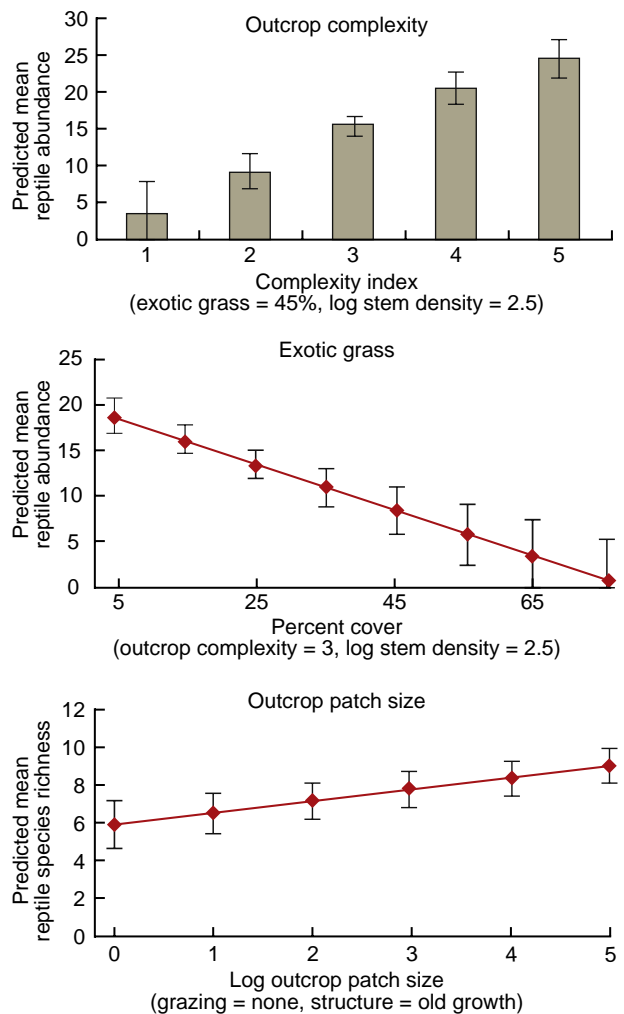 Outcrop complexity
Predicted mean
reptile abundance
30
25
20
15
10
5
0
1 2 3 4 5
Complexity index
(exotic grass = 45%, log stem density = 2.5)
Exotic grass
Predicted mean
reptile abundance
25
20
15
10
5
0
5 25 45 65
Percent cover
(outcrop complexity = 3, log stem density = 2.5)
Outcrop patch size
Predicted mean
reptile species richness
12
10
8
6
4
2
0
0 1 2 3 4 5
Log outcrop patch size
(grazing = none, structure = old growth)